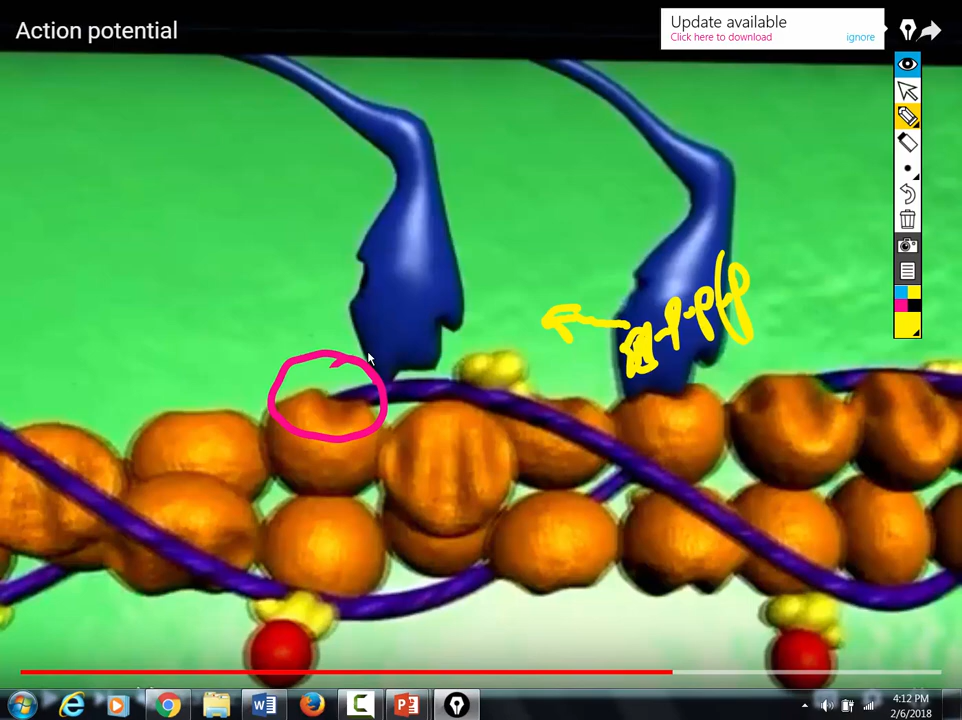 Action potential
Update available
Click here to download
ignore
4:12 PM
2/6/2018